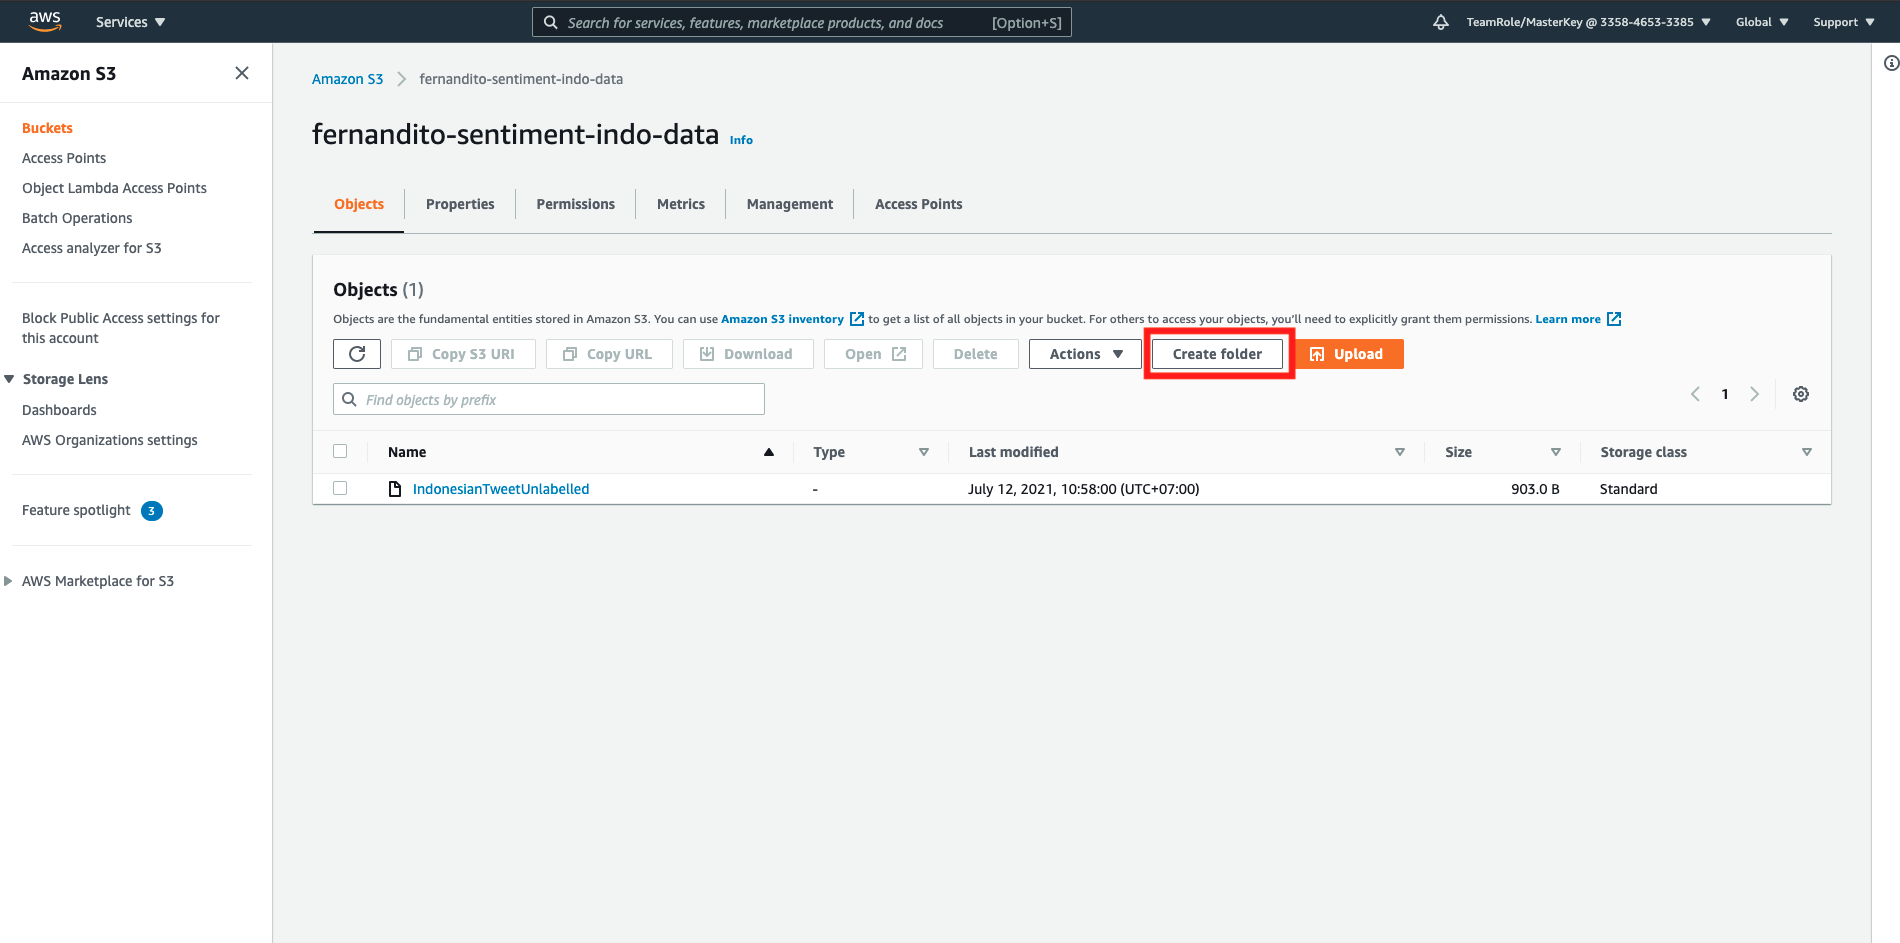 aws Services Search for services, features, marketplace products, and docs [Option+S] TeamRole/MasterKey @ 3358-4653-3385 Global Support
Amazon S3
Buckets
Access Points
Object Lambda Access Points
Batch Operations
Access analyzer for S3
Block Public Access settings for
this account
Storage Lens
Dashboards
AWS Organizations settings
Feature spotlight 3
AWS Marketplace for S3
Amazon S3 fernandito-sentiment-indo-data
fernandito-sentiment-indo-data Info
Objects Properties Permissions Metrics Management Access Points
Objects (1)
Objects are the fundamental entities stored in Amazon S3. You can use Amazon S3 inventory to get a list of all objects in your bucket. For others to access your objects, you'll need to explicitly grant them permissions. Learn more
Copy S3 URI Copy URL Download Open Delete Actions Create folder Upload
Find objects by prefix 1
Name Type Last modified Size Storage class
IndonesianTweetUnlabelled - July 12, 2021, 10:58:00 (UTC+07:00) 903.0 B Standard